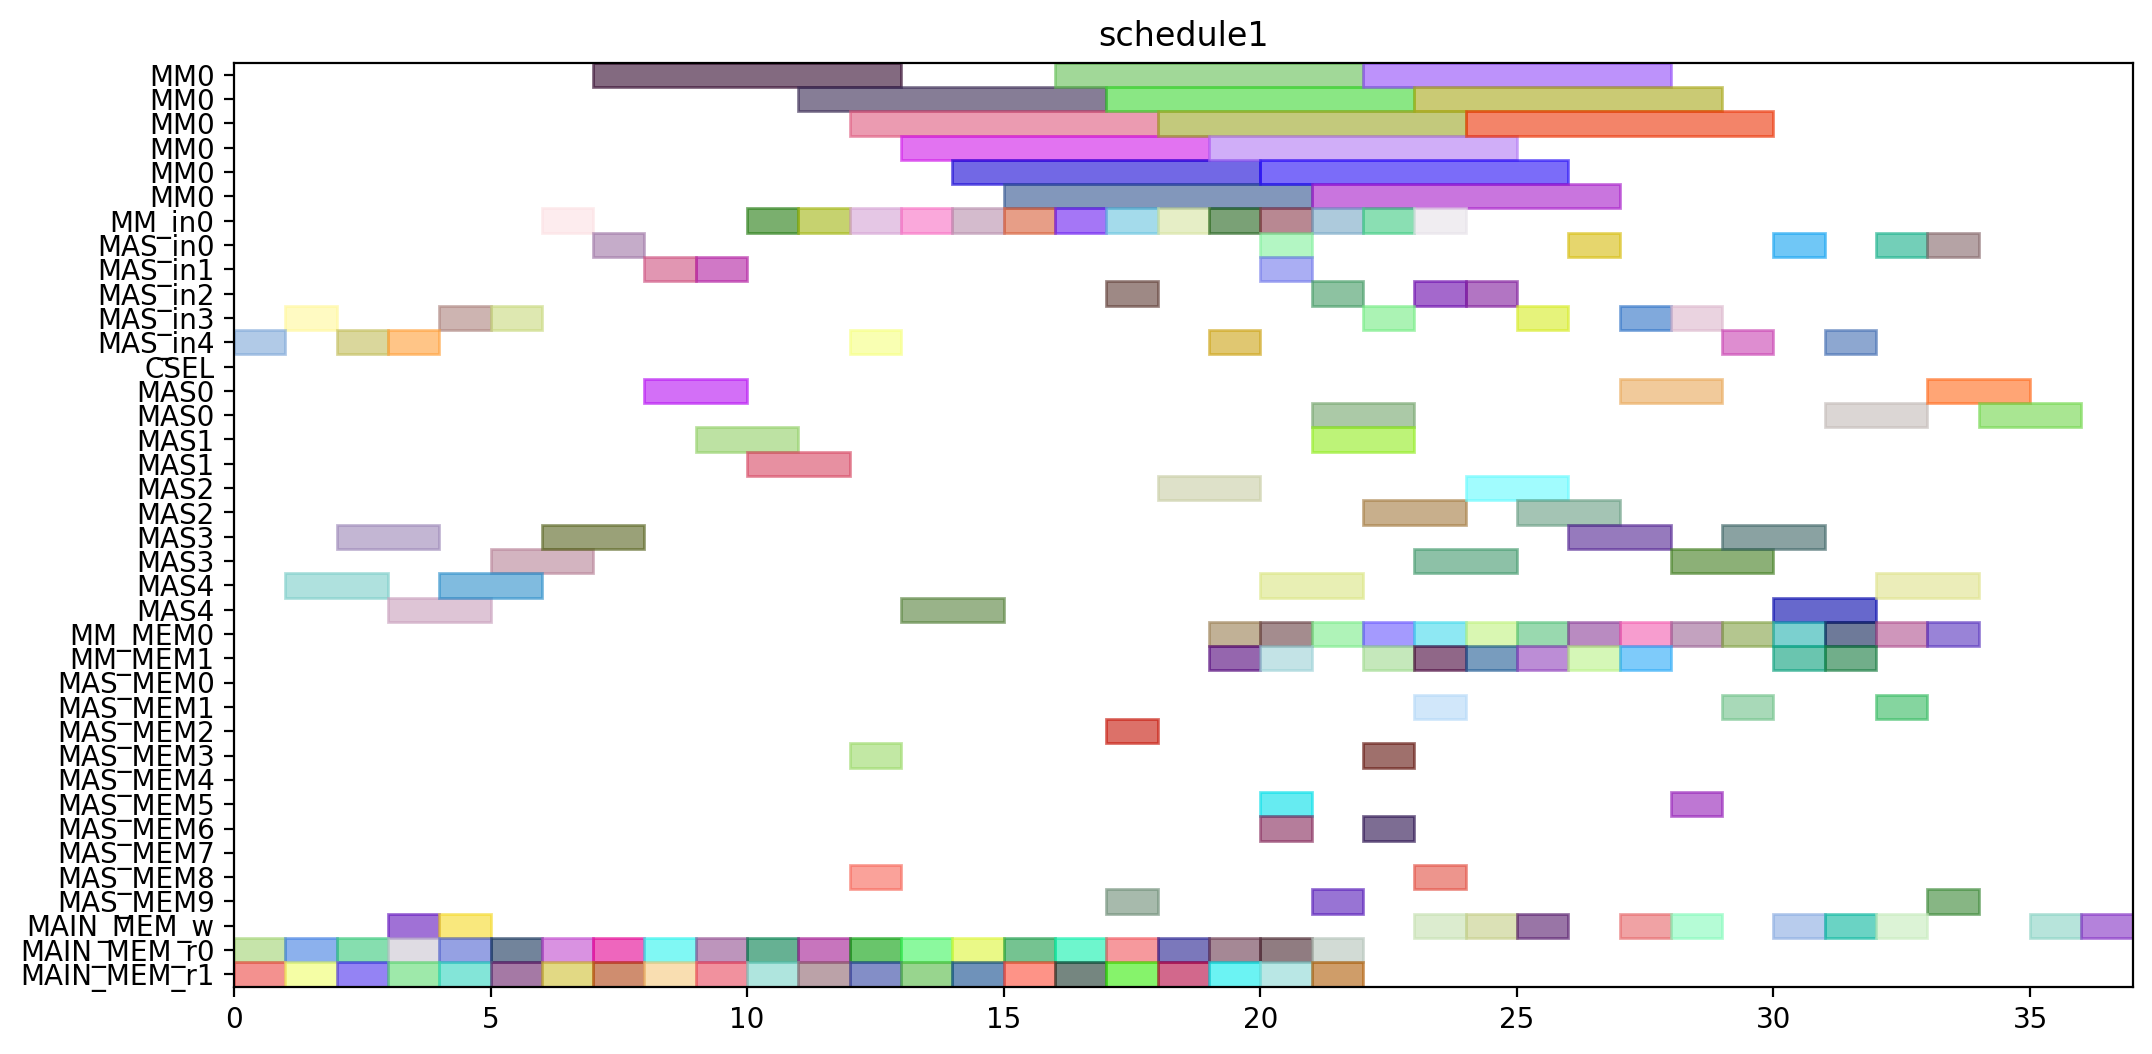 schedule1
MM0
MM0
MM0
MM0
MM0
MM0
MM_in0
MAS_in0
MAS_in1
MAS_in2
MAS_in3
MAS_in4
CSEL
MAS0
MAS0
MAS1
MAS1
MAS2
MAS2
MAS3
MAS3
MAS4
MAS4
MM_MEM0
MM_MEM1
MAS_MEM0
MAS_MEM1
MAS_MEM2
MAS_MEM3
MAS_MEM4
MAS_MEM5
MAS_MEM6
MAS_MEM7
MAS_MEM8
MAS_MEM9
MAIN_MEM_w
MAIN_MEM_r0
MAIN_MEM_r1
0 5 10 15 20 25 30 35